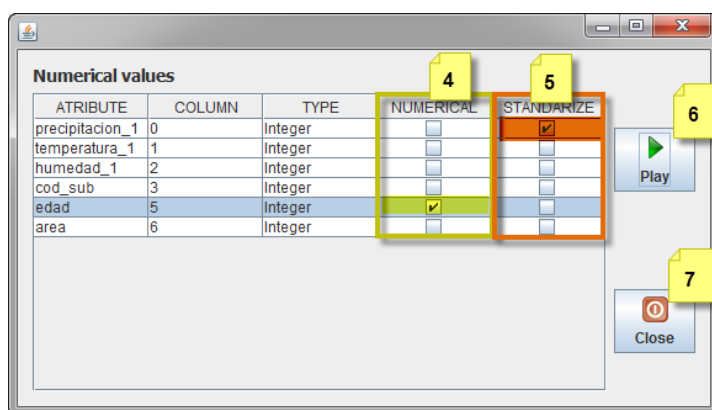 Numerical values
4
5
6
ATRIBUTE COLUMN TYPE NUMERICAL STANDARIZE
precipitacion_1 0 Integer
temperatura_1 1 Integer
humedad_1 2 Integer
cod_sub 3 Integer
edad 5 Integer
area 6 Integer
Play
7
Close